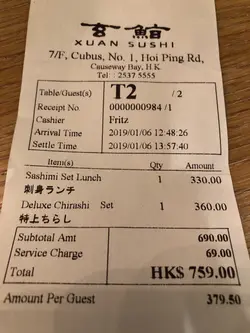 玄鮨
XUAN SUSHI
7/F, Cubus, No. 1, Hoi Ping Rd,
Causeway Bay, H.K.
Tel: 2537 5555
Table/Guest(s) T2 / 2
Receipt No. 0000000984 /1
Cashier Fritz
Arrival Time 2019/01/06 12:48:26
Settle Time 2019/01/06 13:57:40
Item(s) Qty Amount
Sashimi Set Lunch 1 330.00
刺身ランチ
Deluxe Chirashi Set 1 360.00
特上ちらし
Subtotal Amt 690.00
Service Charge 69.00
Total HK$ 759.00
Amount Per Guest 379.50